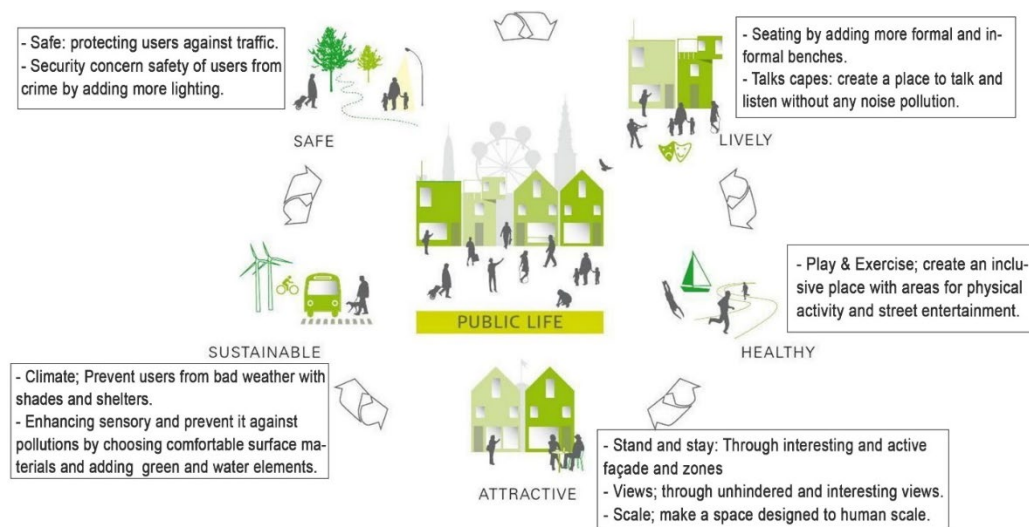 - Safe: protecting users against traffic.
- Security concern safety of users from
crime by adding more lighting.
SAFE
- Seating by adding more formal and in-
formal benches.
- Talks capes: create a place to talk and
listen without any noise pollution.
LIVELY
- Play & Exercise; create an inclu-
sive place with areas for physical
activity and street entertainment.
HEALTHY
PUBLIC LIFE
SUSTAINABLE
- Climate; Prevent users from bad weather with
shades and shelters.
- Enhancing sensory and prevent it against
pollutions by choosing comfortable surface ma-
terials and adding green and water elements.
ATTRACTIVE
- Stand and stay: Through interesting and active
façade and zones
- Views; through unhindered and interesting views.
- Scale; make a space designed to human scale.